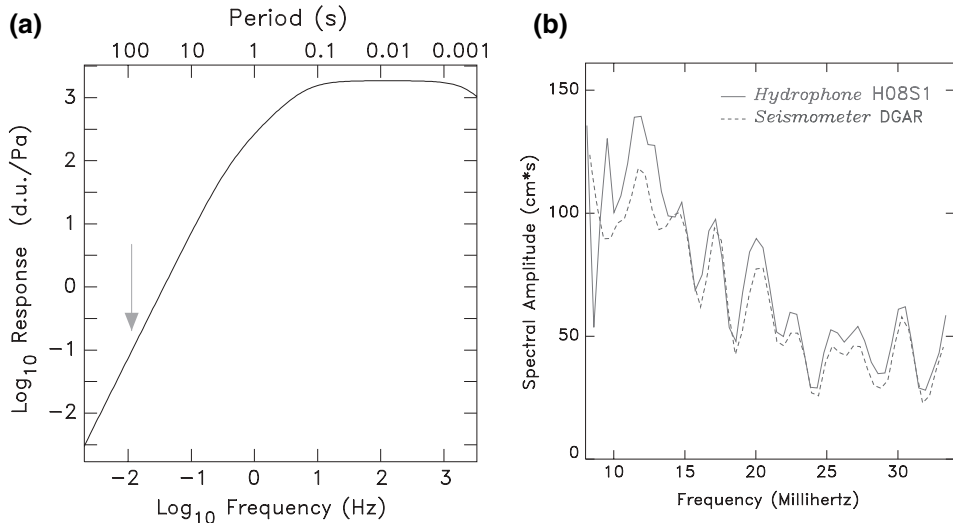 (a)
Period (s)
100 10 1 0.1 0.01 0.001
Log10 Response (d.u./Pa)
3
2
1
0
−1
−2
−2 −1 0 1 2 3
Log10 Frequency (Hz)
(b)
Spectral Amplitude (cm*s)
150
100
50
0
Hydrophone H08S1
Seismometer DGAR
10 15 20 25 30
Frequency (Millihertz)